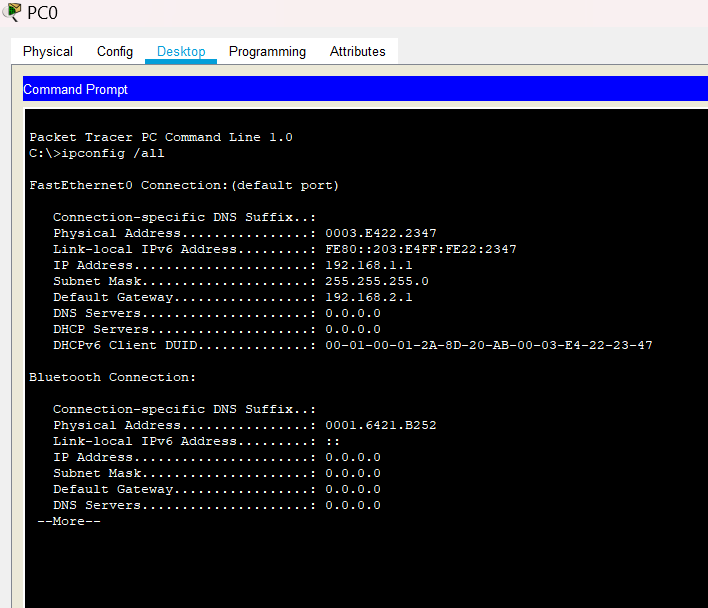 PC0
Physical Config Desktop Programming Attributes
Command Prompt
Packet Tracer PC Command Line 1.0
C:\>ipconfig /all
FastEthernet0 Connection:(default port)
Connection-specific DNS Suffix..:
Physical Address................: 0003.E422.2347
Link-local IPv6 Address.........: FE80::203:E4FF:FE22:2347
IP Address......................: 192.168.1.1
Subnet Mask.....................: 255.255.255.0
Default Gateway.................: 192.168.2.1
DNS Servers.....................: 0.0.0.0
DHCP Servers....................: 0.0.0.0
DHCPv6 Client DUID..............: 00-01-00-01-2A-8D-20-AB-00-03-E4-22-23-47
Bluetooth Connection:
Connection-specific DNS Suffix..:
Physical Address................: 0001.6421.B252
Link-local IPv6 Address.........: ::
IP Address......................: 0.0.0.0
Subnet Mask.....................: 0.0.0.0
Default Gateway.................: 0.0.0.0
DNS Servers.....................: 0.0.0.0
--More--